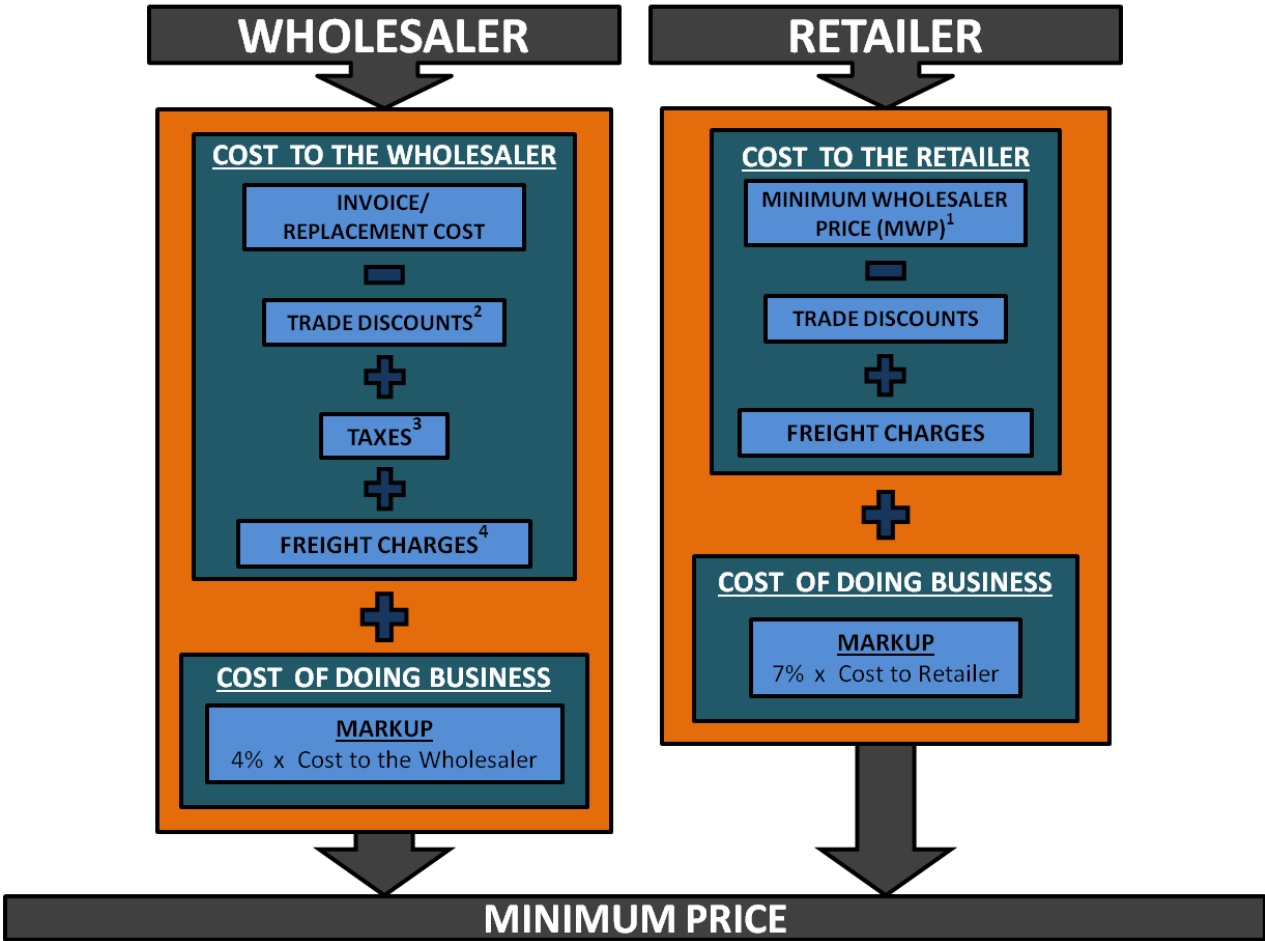 WHOLESALER
COST TO THE WHOLESALER
INVOICE/
REPLACEMENT COST
TRADE DISCOUNTS2
TAXES3
FREIGHT CHARGES4
COST OF DOING BUSINESS
MARKUP
4% x Cost to the Wholesaler
RETAILER
COST TO THE RETAILER
MINIMUM WHOLESALER
PRICE (MWP)1
TRADE DISCOUNTS
FREIGHT CHARGES
COST OF DOING BUSINESS
MARKUP
7% x Cost to Retailer
MINIMUM PRICE